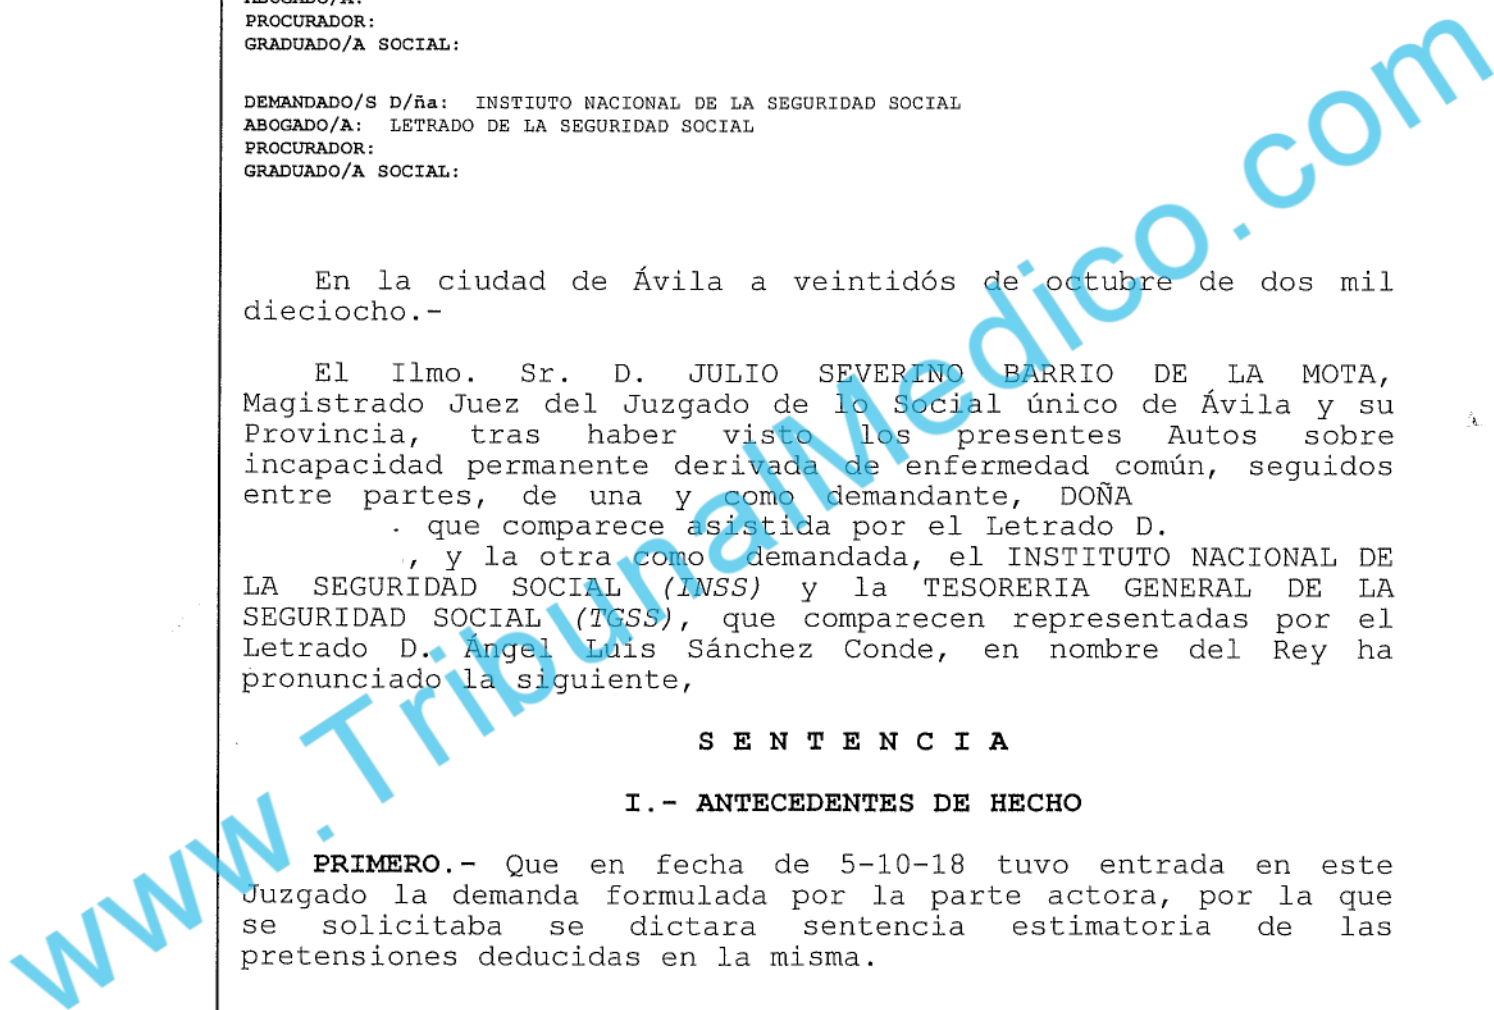 ABOGADO/A:
PROCURADOR:
GRADUADO/A SOCIAL:
DEMANDADO/S D/ña: INSTIUTO NACIONAL DE LA SEGURIDAD SOCIAL
ABOGADO/A: LETRADO DE LA SEGURIDAD SOCIAL
PROCURADOR:
GRADUADO/A SOCIAL:
En la ciudad de Ávila a veintidós de octubre de dos mil
dieciocho.-
El Ilmo. Sr. D. JULIO SEVERINO BARRIO DE LA MOTA,
Magistrado Juez del Juzgado de lo Social único de Ávila y su
Provincia, tras haber visto los presentes Autos sobre
incapacidad permanente derivada de enfermedad común, seguidos
entre partes, de una y como demandante, DOÑA
que comparece asistida por el Letrado D.
, y la otra como demandada, el INSTITUTO NACIONAL DE
LA SEGURIDAD SOCIAL (INSS) y la TESORERIA GENERAL DE LA
SEGURIDAD SOCIAL (TGSS), que comparecen representadas por el
Letrado D. Ángel Luis Sánchez Conde, en nombre del Rey ha
pronunciado la siguiente,
S E N T E N C I A
I.- ANTECEDENTES DE HECHO
PRIMERO.- Que en fecha de 5-10-18 tuvo entrada en este
Juzgado la demanda formulada por la parte actora, por la que
se solicitaba se dictara sentencia estimatoria de las
pretensiones deducidas en la misma.
www.TribunalMedico.com